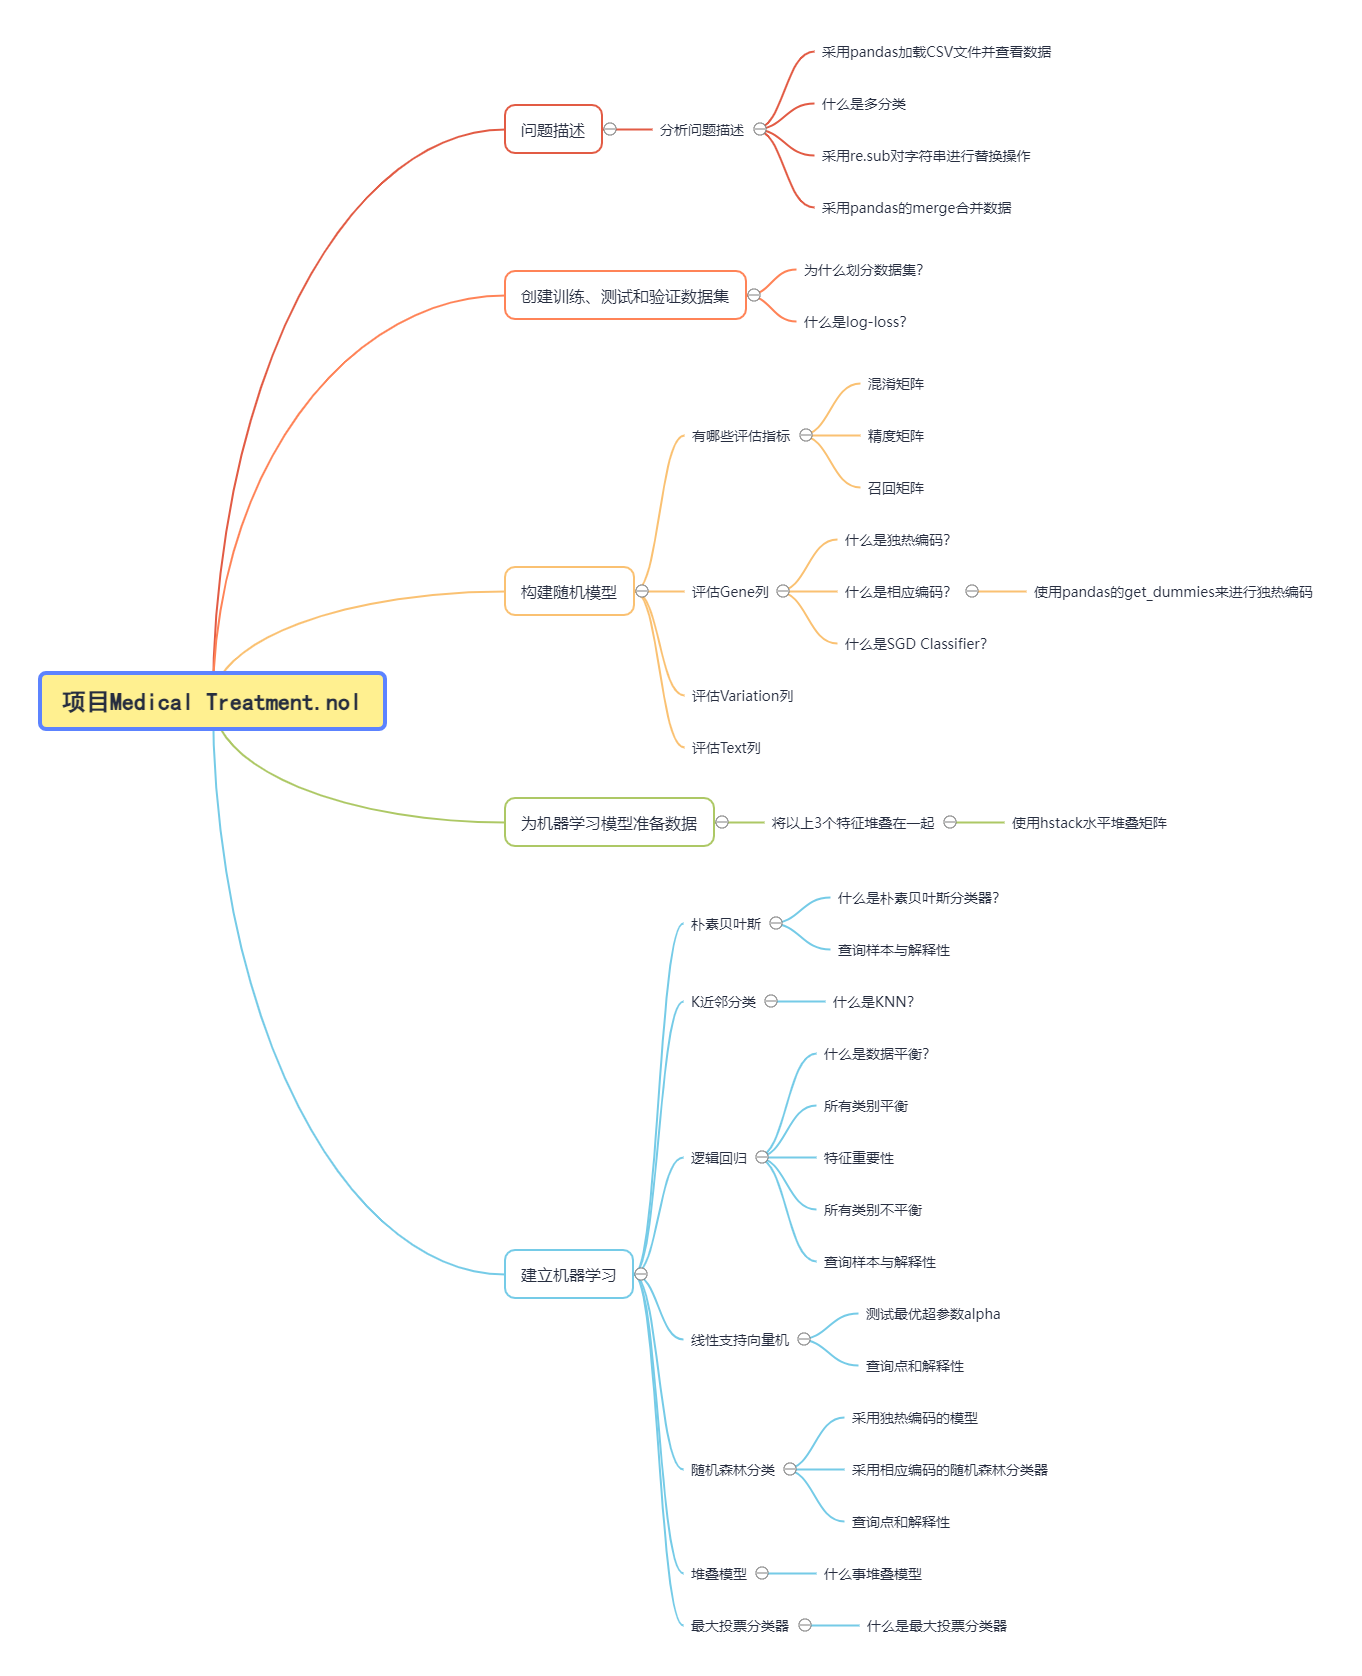 项目Medical Treatment.nol
问题描述
分析问题描述
采用pandas加载CSV文件并查看数据
什么是多分类
采用re.sub对字符串进行替换操作
采用pandas的merge合并数据
创建训练、测试和验证数据集
为什么划分数据集?
什么是log-loss?
构建随机模型
有哪些评估指标
混淆矩阵
精度矩阵
召回矩阵
评估Gene列
什么是独热编码?
什么是相应编码?
使用pandas的get_dummies来进行独热编码
什么是SGD Classifier?
评估Variation列
评估Text列
为机器学习模型准备数据
将以上3个特征堆叠在一起
使用hstack水平堆叠矩阵
建立机器学习
朴素贝叶斯
什么是朴素贝叶斯分类器?
查询样本与解释性
K近邻分类
什么是KNN?
逻辑回归
什么是数据平衡?
所有类别平衡
特征重要性
所有类别不平衡
查询样本与解释性
线性支持向量机
测试最优超参数alpha
查询点和解释性
随机森林分类
采用独热编码的模型
采用相应编码的随机森林分类器
查询点和解释性
堆叠模型
什么事堆叠模型
最大投票分类器
什么是最大投票分类器